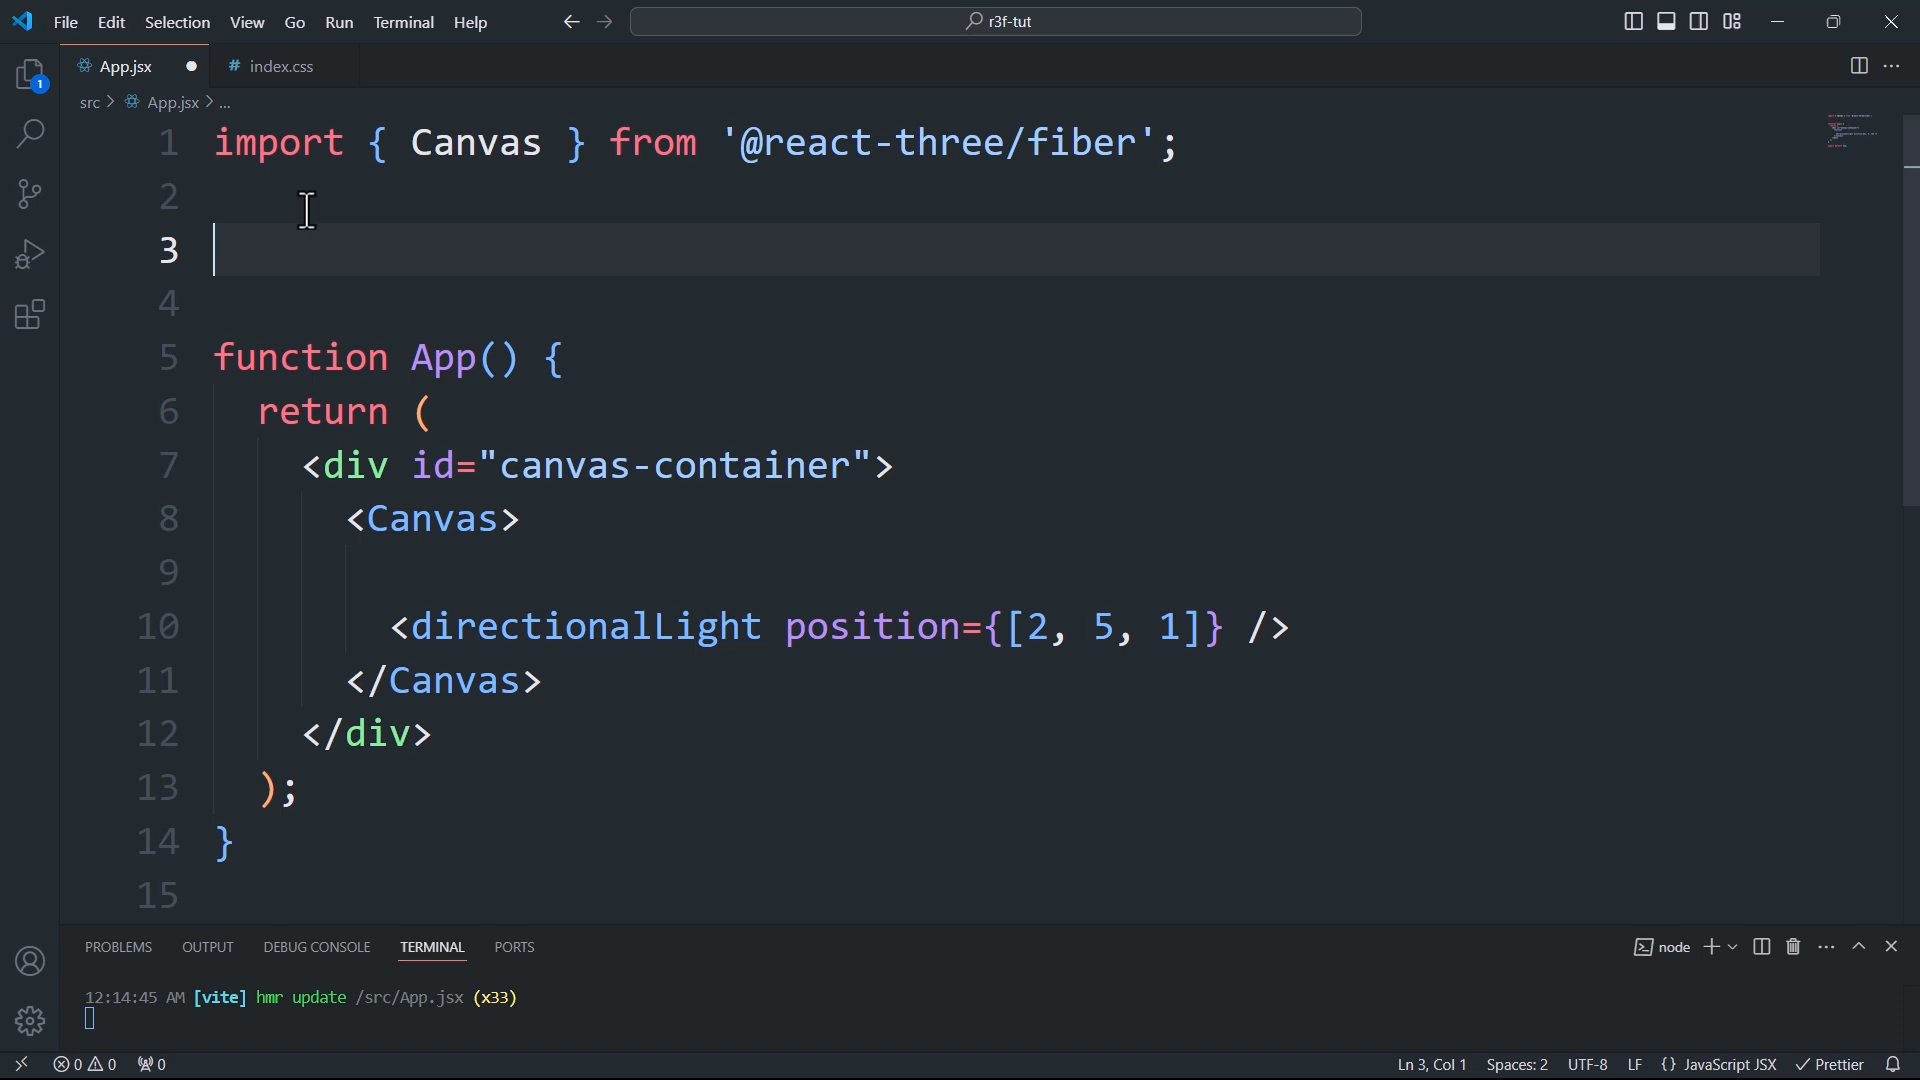 File Edit Selection View Go Run Terminal Help r3f-tut
App.jsx # index.css
src > App.jsx > ...
1 import { Canvas } from '@react-three/fiber';
2
3
4
5 function App() {
6 return (
7 <div id="canvas-container">
8 <Canvas>
9
10 <directionalLight position={[2, 5, 1]} />
11 </Canvas>
12 </div>
13 );
14 }
15
1
PROBLEMS OUTPUT DEBUG CONSOLE TERMINAL PORTS node
12:14:45 AM [vite] hmr update /src/App.jsx (x33)
0 0 0 Ln 3, Col 1 Spaces: 2 UTF-8 LF {} JavaScript JSX Prettier